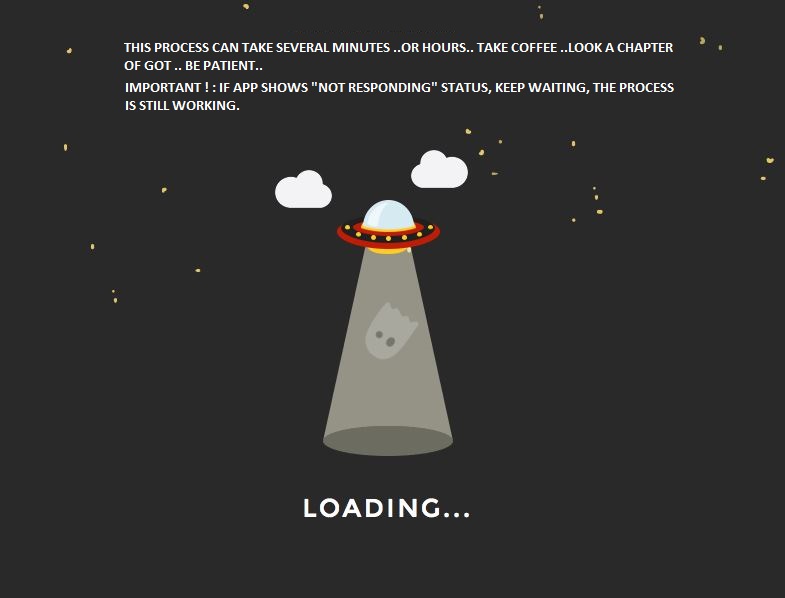 THIS PROCESS CAN TAKE SEVERAL MINUTES ..OR HOURS.. TAKE COFFEE ..LOOK A CHAPTER
OF GOT .. BE PATIENT..
IMPORTANT ! : IF APP SHOWS "NOT RESPONDING" STATUS, KEEP WAITING, THE PROCESS
IS STILL WORKING.
LOADING...